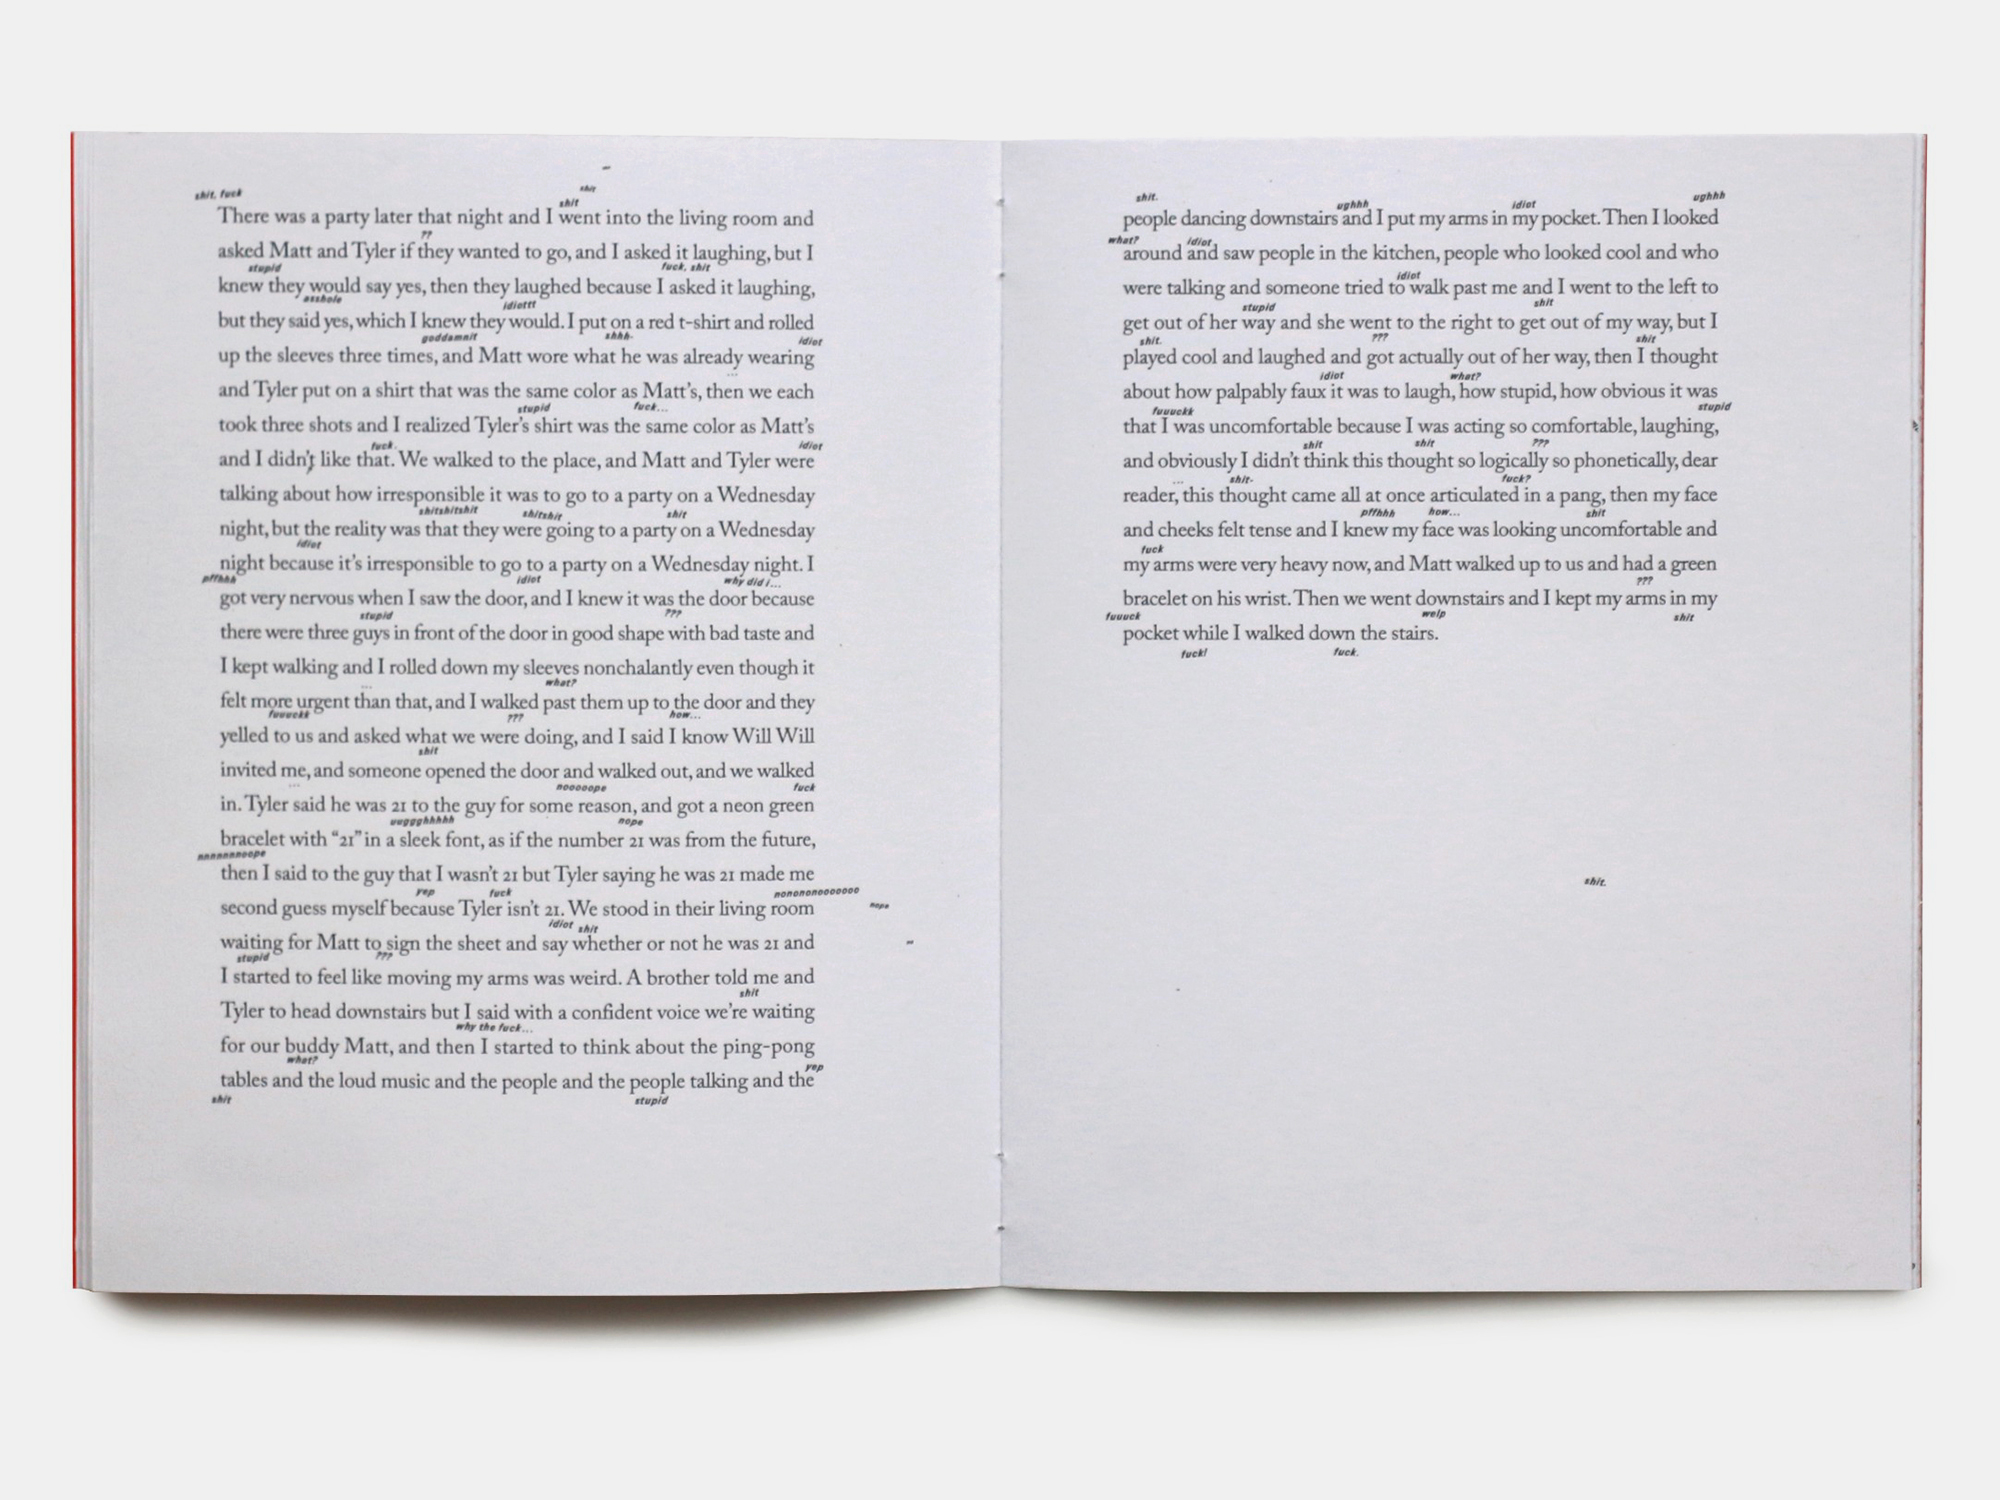 shit, fuck
shit
shit
There was a party later that night and I went into the living room and
??
asked Matt and Tyler if they wanted to go, and I asked it laughing, but I
stupid fuck, shit
knew they would say yes, then they laughed because I asked it laughing,
asshole idiottt
but they said yes, which I knew they would. I put on a red t-shirt and rolled
goddamnit shhh- idiot
up the sleeves three times, and Matt wore what he was already wearing
...
and Tyler put on a shirt that was the same color as Matt's, then we each
stupid fuck...
took three shots and I realized Tyler's shirt was the same color as Matt's
fuck- idiot
and I didn't like that. We walked to the place, and Matt and Tyler were
talking about how irresponsible it was to go to a party on a Wednesday
shitshitshit shitshit shit
night, but the reality was that they were going to a party on a Wednesday
idiot
night because it's irresponsible to go to a party on a Wednesday night. I
pffhhh idiot why did i...
got very nervous when I saw the door, and I knew it was the door because
stupid ???
there were three guys in front of the door in good shape with bad taste and
I kept walking and I rolled down my sleeves nonchalantly even though it
... what?
felt more urgent than that, and I walked past them up to the door and they
fuuuckk ??? how...
yelled to us and asked what we were doing, and I said I know Will Will
shit
invited me, and someone opened the door and walked out, and we walked
... nooooope fuck
in. Tyler said he was 21 to the guy for some reason, and got a neon green
uuggghhhhh nope
bracelet with “21” in a sleek font, as if the number 21 was from the future,
then I said to the guy that I wasn't 21 but Tyler saying he was 21 made me
yep fuck
second guess myself because Tyler isn't 21. We stood in their living room
nope
idiot shit
waiting for Matt to sign the sheet and say whether or not he was 21 and
stupid ???
I started to feel like moving my arms was weird. A brother told me and
shit
Tyler to head downstairs but I said with a confident voice we're waiting
why the fuck...
for our buddy Matt, and then I started to think about the ping-pong
what? yep
tables and the loud music and the people and the people talking and the
shit stupid
shit. ughhh idiot ughhh
people dancing downstairs and I put my arms in my pocket. Then I looked
what? idiot
around and saw people in the kitchen, people who looked cool and who
idiot
were talking and someone tried to walk past me and I went to the left to
stupid shit
get out of her way and she went to the right to get out of my way, but I
shit. ??? shit
played cool and laughed and got actually out of her way, then I thought
idiot what?
about how palpably faux it was to laugh, how stupid, how obvious it was
fuuuckk stupid
that I was uncomfortable because I was acting so comfortable, laughing,
shit shit ???
and obviously I didn't think this thought so logically so phonetically, dear
... shit- fuck?
reader, this thought came all at once articulated in a pang, then my face
pffhhh how... shit
and cheeks felt tense and I knew my face was looking uncomfortable and
fuck
my arms were very heavy now, and Matt walked up to us and had a green
???
bracelet on his wrist. Then we went downstairs and I kept my arms in my
fuuuck welp shit
pocket while I walked down the stairs.
fuck! fuck.
shit.